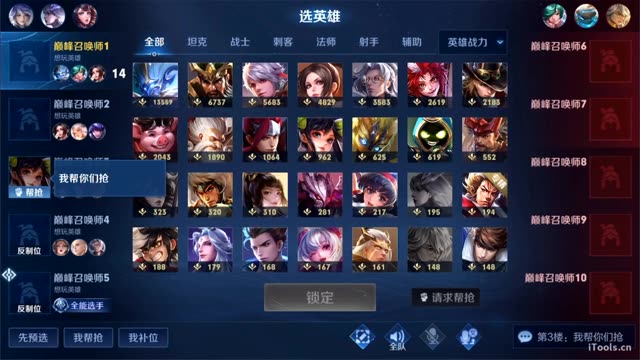 选英雄
全部 坦克 战士 刺客 法师 射手 辅助 英雄战力
巅峰召唤师1
想玩英雄
14
巅峰召唤师2
想玩英雄
我帮你们抢
帮抢
巅峰召唤师4
想玩英雄
反制位
巅峰召唤师5
想玩英雄
全能选手
反制位
13589 6737 5683 4829 3583 2619 2183
2043 1090 1064 962 625 619 552
323 320 310 281 217 195 194
188 179 168 167 161 148 148
巅峰召唤师6
巅峰召唤师7
巅峰召唤师8
巅峰召唤师9
巅峰召唤师10
锁定
请求帮抢
先预选 我帮抢 我补位
全队
第3楼：我帮你们抢
iTools.cn